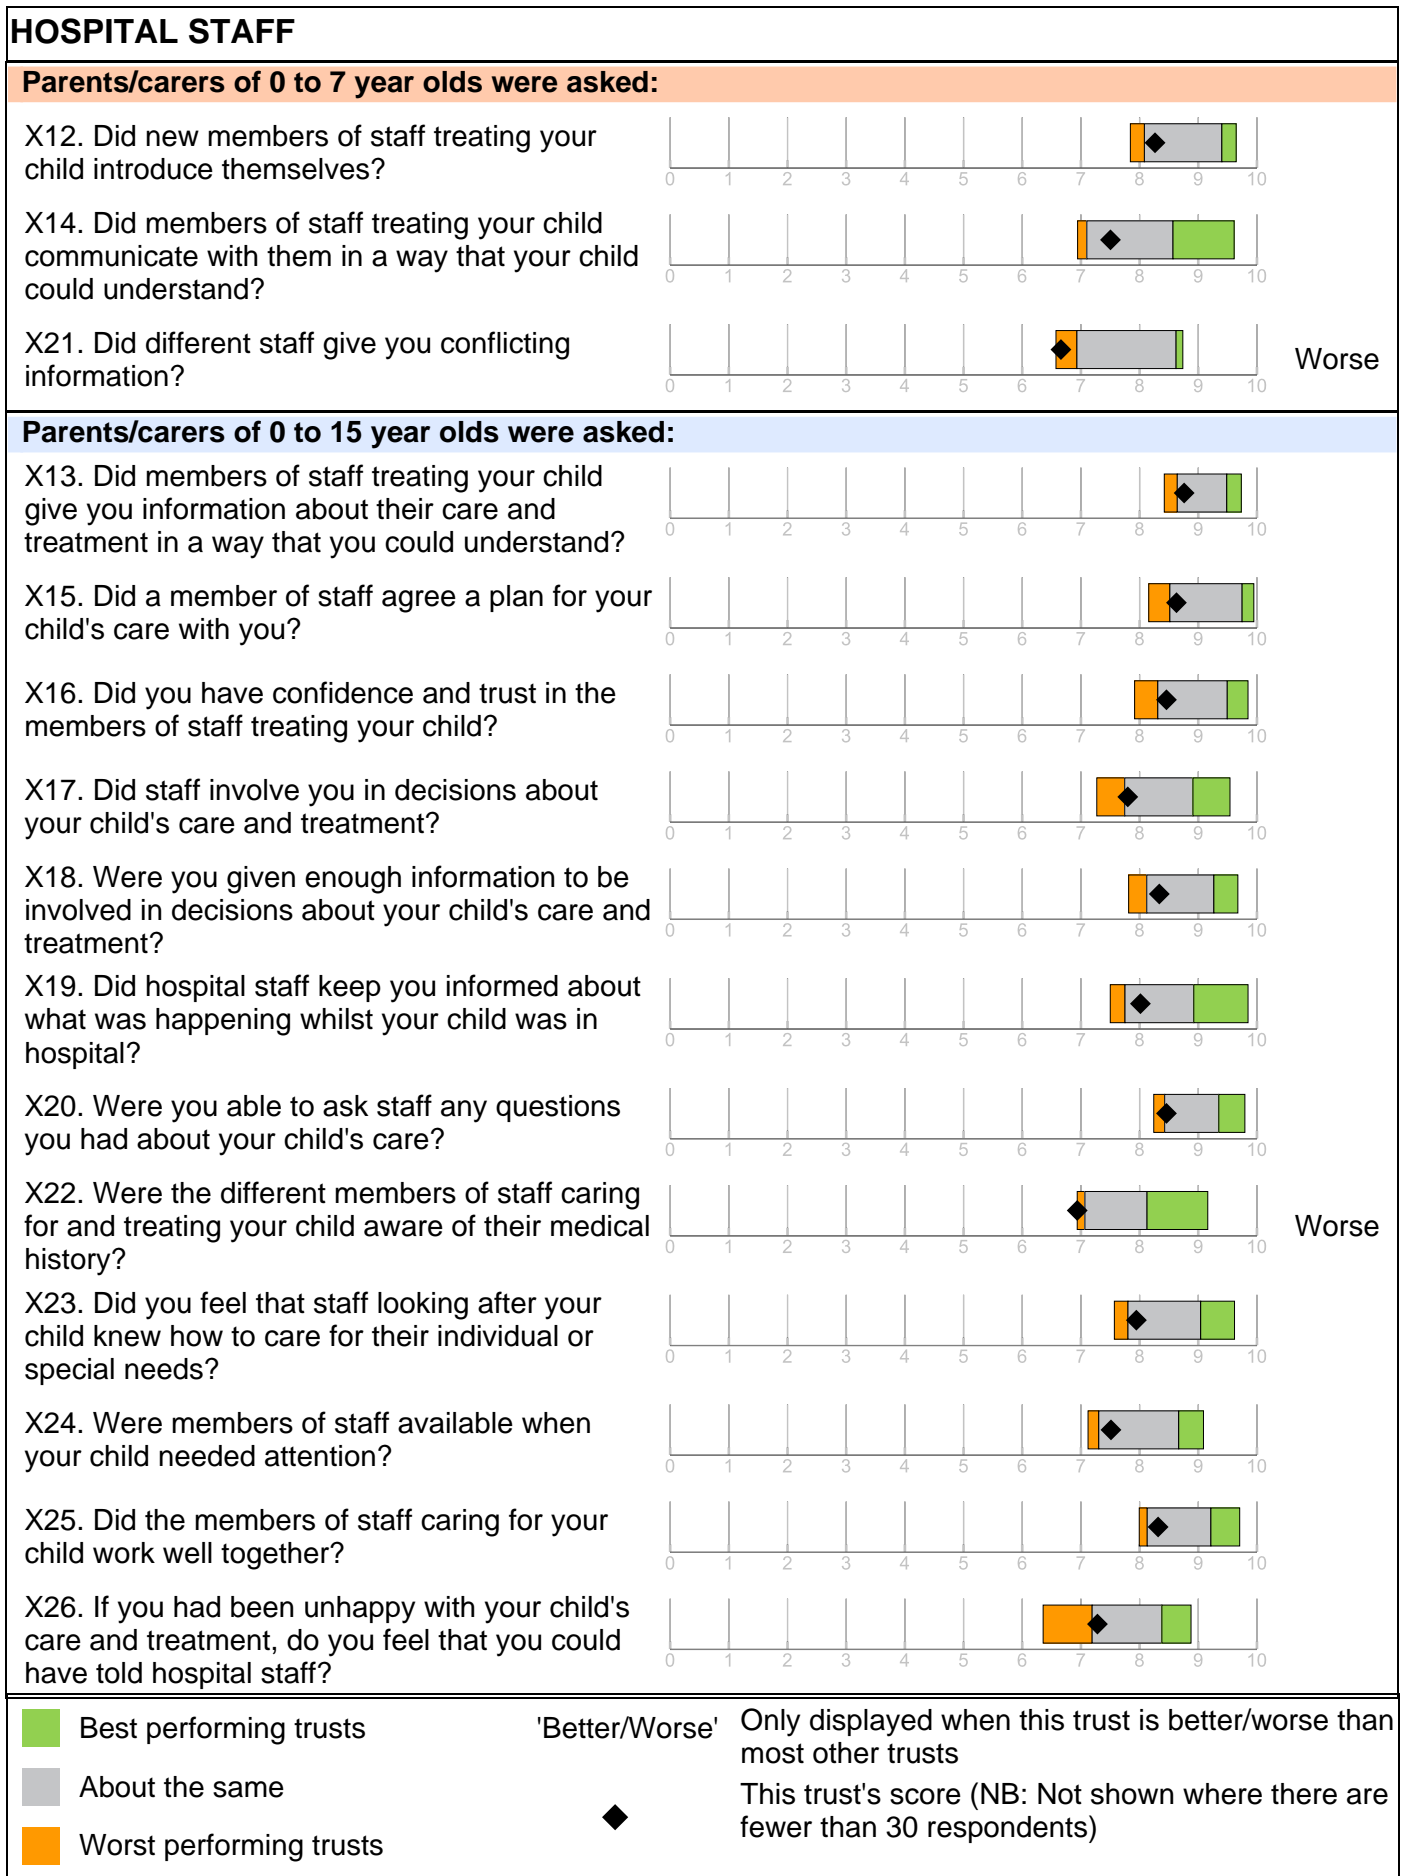 HOSPITAL STAFF
Parents/carers of 0 to 7 year olds were asked:
X12. Did new members of staff treating your
child introduce themselves?
0 1 2 3 4 5 6 7 8 9 10
X14. Did members of staff treating your child
communicate with them in a way that your child
could understand?
0 1 2 3 4 5 6 7 8 9 10
X21. Did different staff give you conflicting
information?
Worse
0 1 2 3 4 5 6 7 8 9 10
Parents/carers of 0 to 15 year olds were asked:
X13. Did members of staff treating your child
give you information about their care and
treatment in a way that you could understand?
0 1 2 3 4 5 6 7 8 9 10
X15. Did a member of staff agree a plan for your
child's care with you?
0 1 2 3 4 5 6 7 8 9 10
X16. Did you have confidence and trust in the
members of staff treating your child?
0 1 2 3 4 5 6 7 8 9 10
X17. Did staff involve you in decisions about
your child's care and treatment?
0 1 2 3 4 5 6 7 8 9 10
X18. Were you given enough information to be
involved in decisions about your child's care and
treatment?
0 1 2 3 4 5 6 7 8 9 10
X19. Did hospital staff keep you informed about
what was happening whilst your child was in
hospital?
0 1 2 3 4 5 6 7 8 9 10
X20. Were you able to ask staff any questions
you had about your child's care?
0 1 2 3 4 5 6 7 8 9 10
X22. Were the different members of staff caring
for and treating your child aware of their medical
history?
Worse
0 1 2 3 4 5 6 7 8 9 10
X23. Did you feel that staff looking after your
child knew how to care for their individual or
special needs?
0 1 2 3 4 5 6 7 8 9 10
X24. Were members of staff available when
your child needed attention?
0 1 2 3 4 5 6 7 8 9 10
X25. Did the members of staff caring for your
child work well together?
0 1 2 3 4 5 6 7 8 9 10
X26. If you had been unhappy with your child's
care and treatment, do you feel that you could
have told hospital staff?
0 1 2 3 4 5 6 7 8 9 10
Best performing trusts
About the same
Worst performing trusts
'Better/Worse'
Only displayed when this trust is better/worse than
most other trusts
This trust's score (NB: Not shown where there are
fewer than 30 respondents)